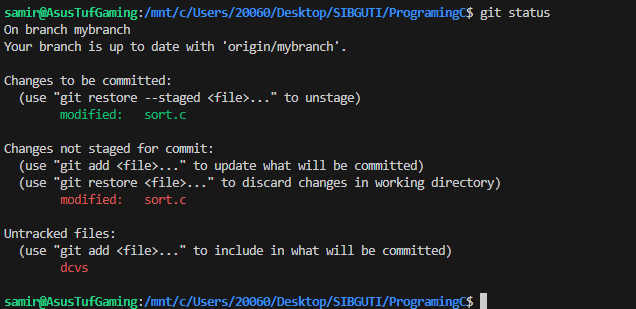 samir@AsusTufGaming:/mnt/c/Users/20060/Desktop/SIBGUTI/ProgramingC$ git status
On branch mybranch
Your branch is up to date with 'origin/mybranch'.

Changes to be committed:
  (use "git restore --staged <file>..." to unstage)
        modified:   sort.c

Changes not staged for commit:
  (use "git add <file>..." to update what will be committed)
  (use "git restore <file>..." to discard changes in working directory)
        modified:   sort.c

Untracked files:
  (use "git add <file>..." to include in what will be committed)
        dcvs

samir@AsusTufGaming:/mnt/c/Users/20060/Desktop/SIBGUTI/ProgramingC$